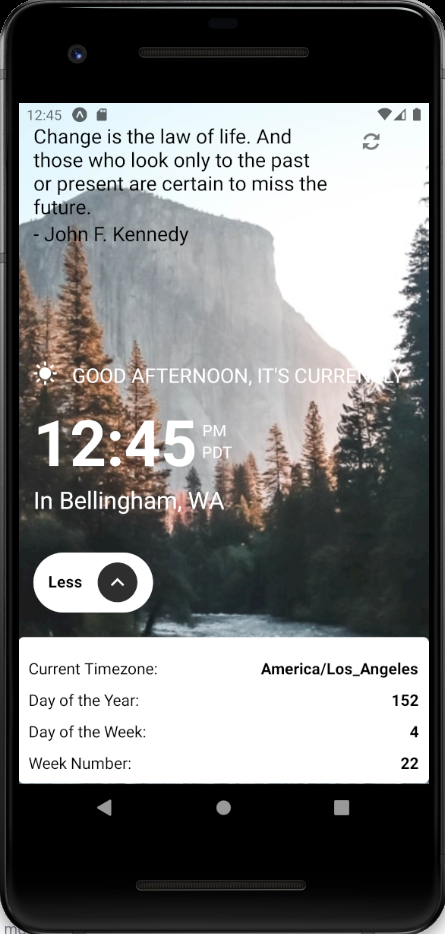 12:45
Change is the law of life. And
those who look only to the past
or present are certain to miss the
future.
- John F. Kennedy
GOOD AFTERNOON, IT'S CURRENTLY
12:45 PM
PDT
In Bellingham, WA
Less
Current Timezone: America/Los_Angeles
Day of the Year: 152
Day of the Week: 4
Week Number: 22